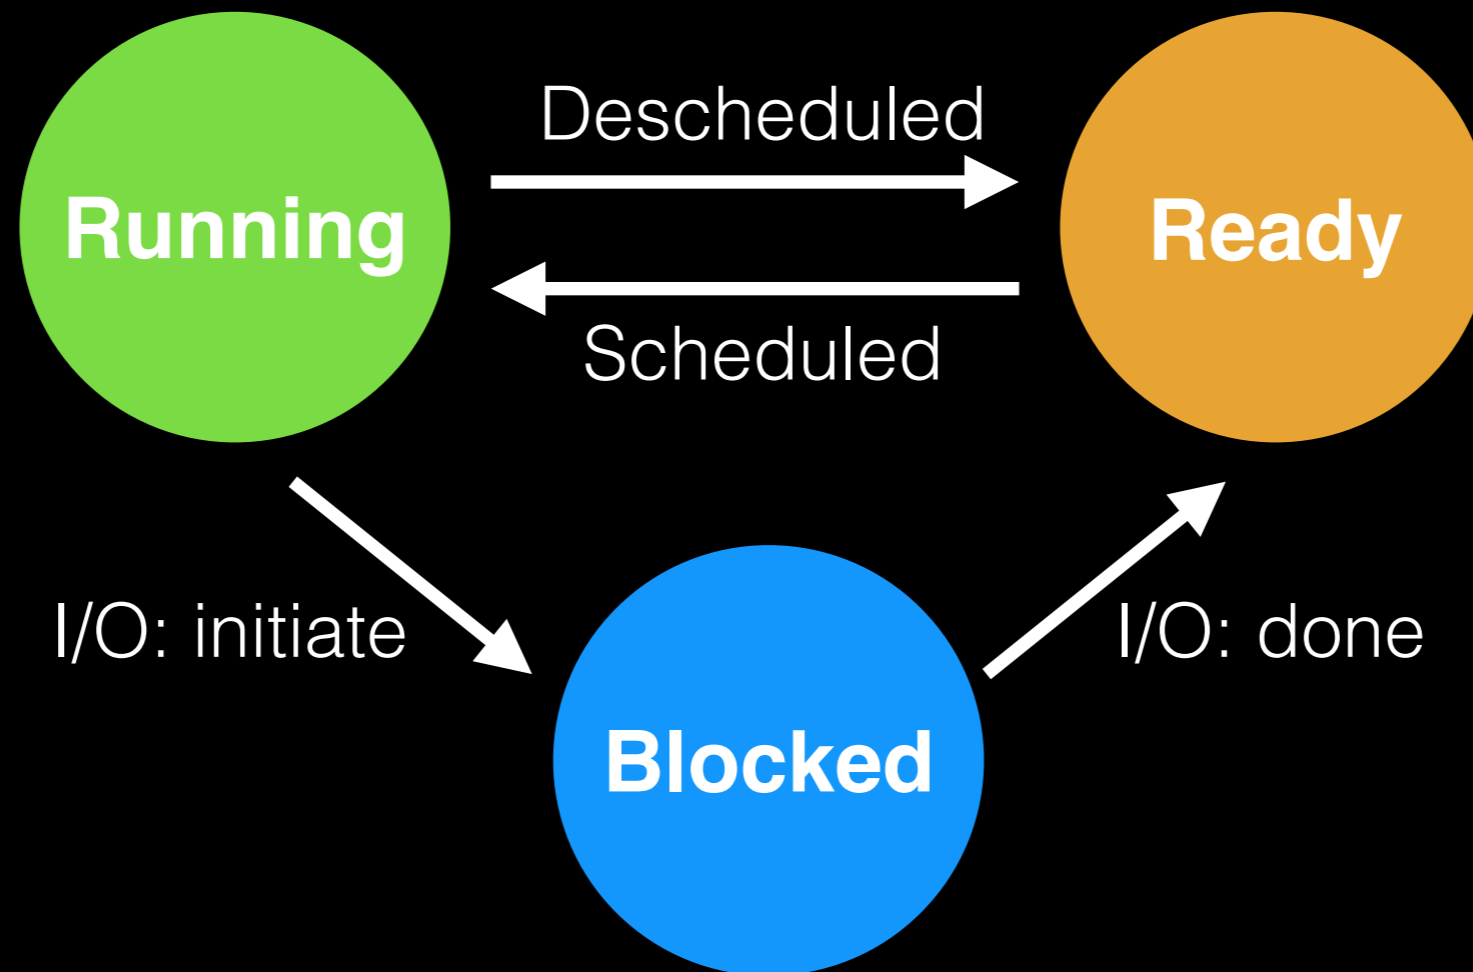 Descheduled
Running
Ready
Scheduled
I/O: initiate
I/O: done
Blocked